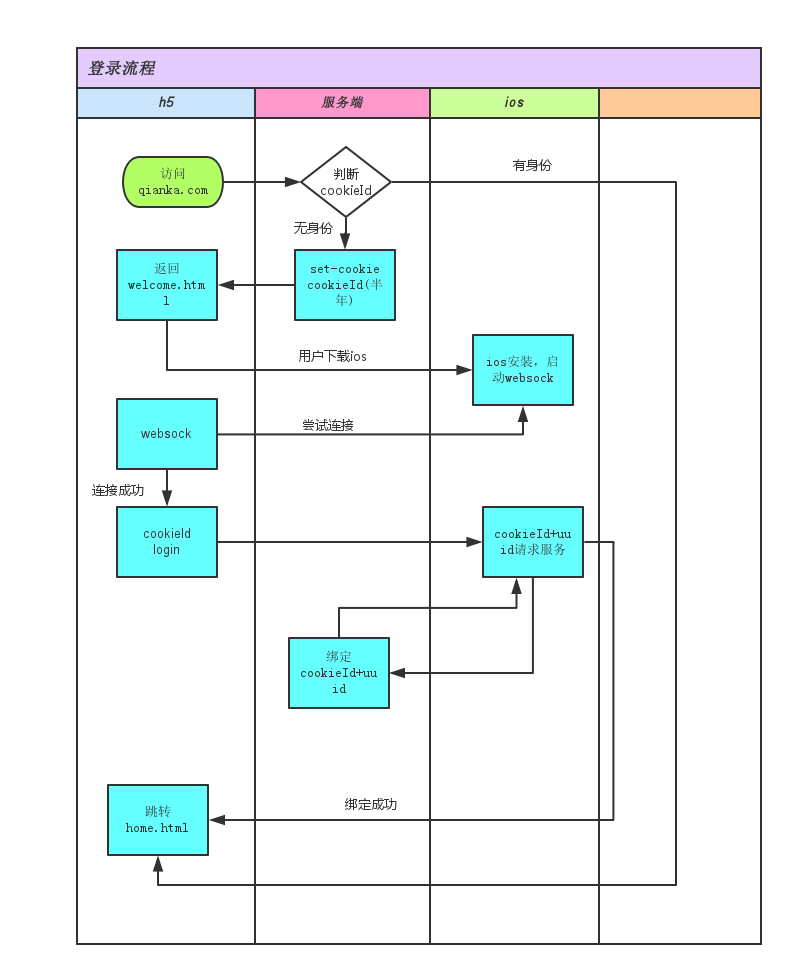 登录流程
h5
服务端
ios
访问
qianka.com
判断
cookieId
有身份
无身份
返回
welcome.htm
l
set-cookie
cookieId(半
年)
用户下载ios
ios安装，启
动websock
websock
尝试连接
连接成功
cookieId
login
cookieId+uu
id请求服务
绑定
cookieId+uu
id
跳转
home.html
绑定成功